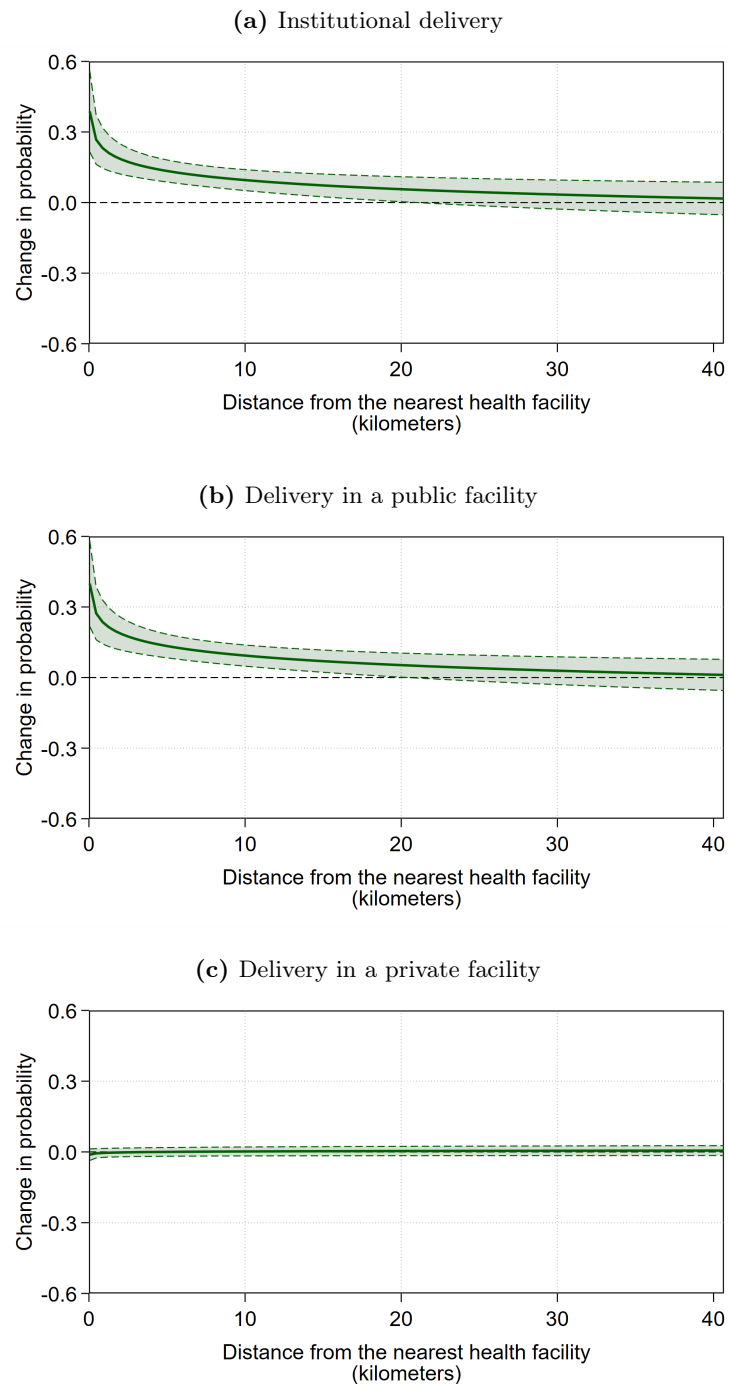 (a) Institutional delivery
Change in probability
0.6
0.3
0.0
-0.3
-0.6
0 10 20 30 40
Distance from the nearest health facility
(kilometers)
(b) Delivery in a public facility
Change in probability
0.6
0.3
0.0
-0.3
-0.6
0 10 20 30 40
Distance from the nearest health facility
(kilometers)
(c) Delivery in a private facility
Change in probability
0.6
0.3
0.0
-0.3
-0.6
0 10 20 30 40
Distance from the nearest health facility
(kilometers)